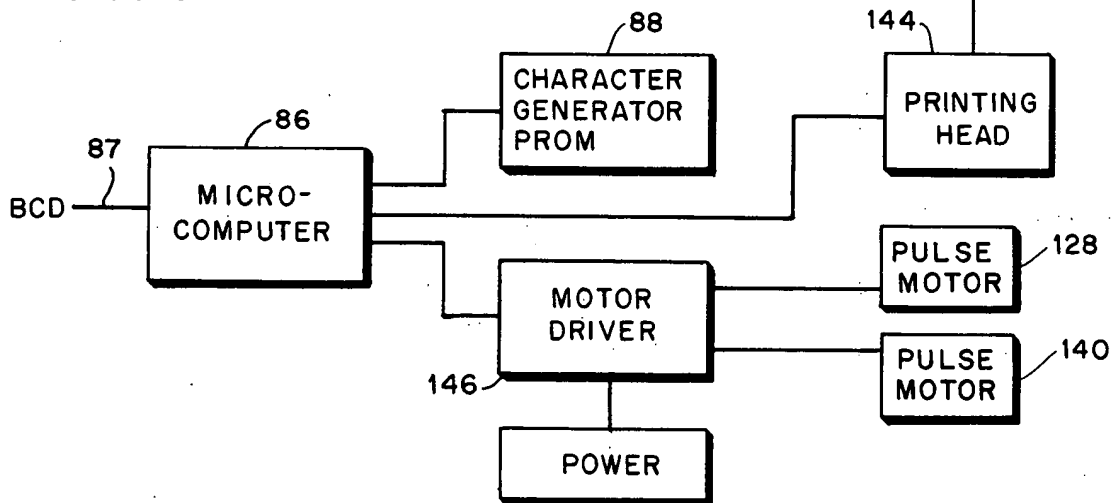 144
88
CHARACTER
GENERATOR
PROM
PRINTING
HEAD
86
87
BCD
MICRO-
COMPUTER
PULSE
MOTOR
128
MOTOR
DRIVER
146
PULSE
MOTOR
140
POWER